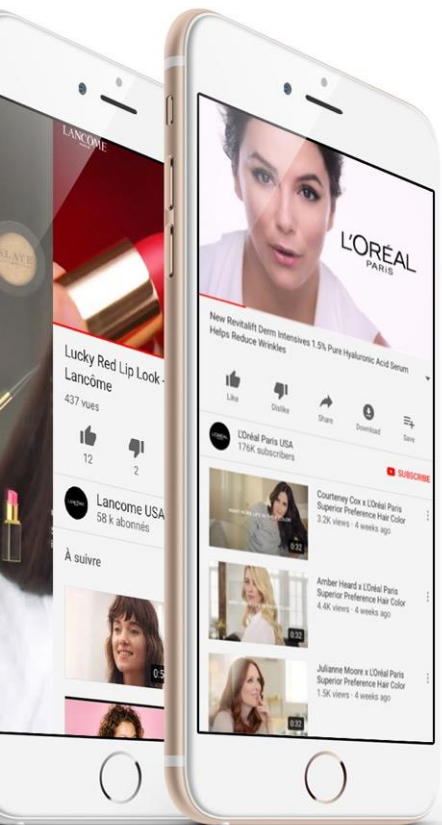 LANCÔME
Lucky Red Lip Look -
Lancôme
437 vues
12
2
Lancome USA
58 k abonnés
À suivre
L'ORÉAL
PARIS
New Revitalift Derm Intensives 1.5% Pure Hyaluronic Acid Serum
Helps Reduce Wrinkles
Like
Dislike
Share
Download
Save
L'Oréal Paris USA
176K subscribers
SUBSCRIBE
0:32
Courteney Cox x L'Oréal Paris
Superior Preference Hair Color
3.2K views · 4 weeks ago
0:32
Amber Heard x L'Oréal Paris
Superior Preference Hair Color
4.4K views · 4 weeks ago
0:32
Julianne Moore x L'Oréal Paris
Superior Preference Hair Color
1.5K views · 4 weeks ago